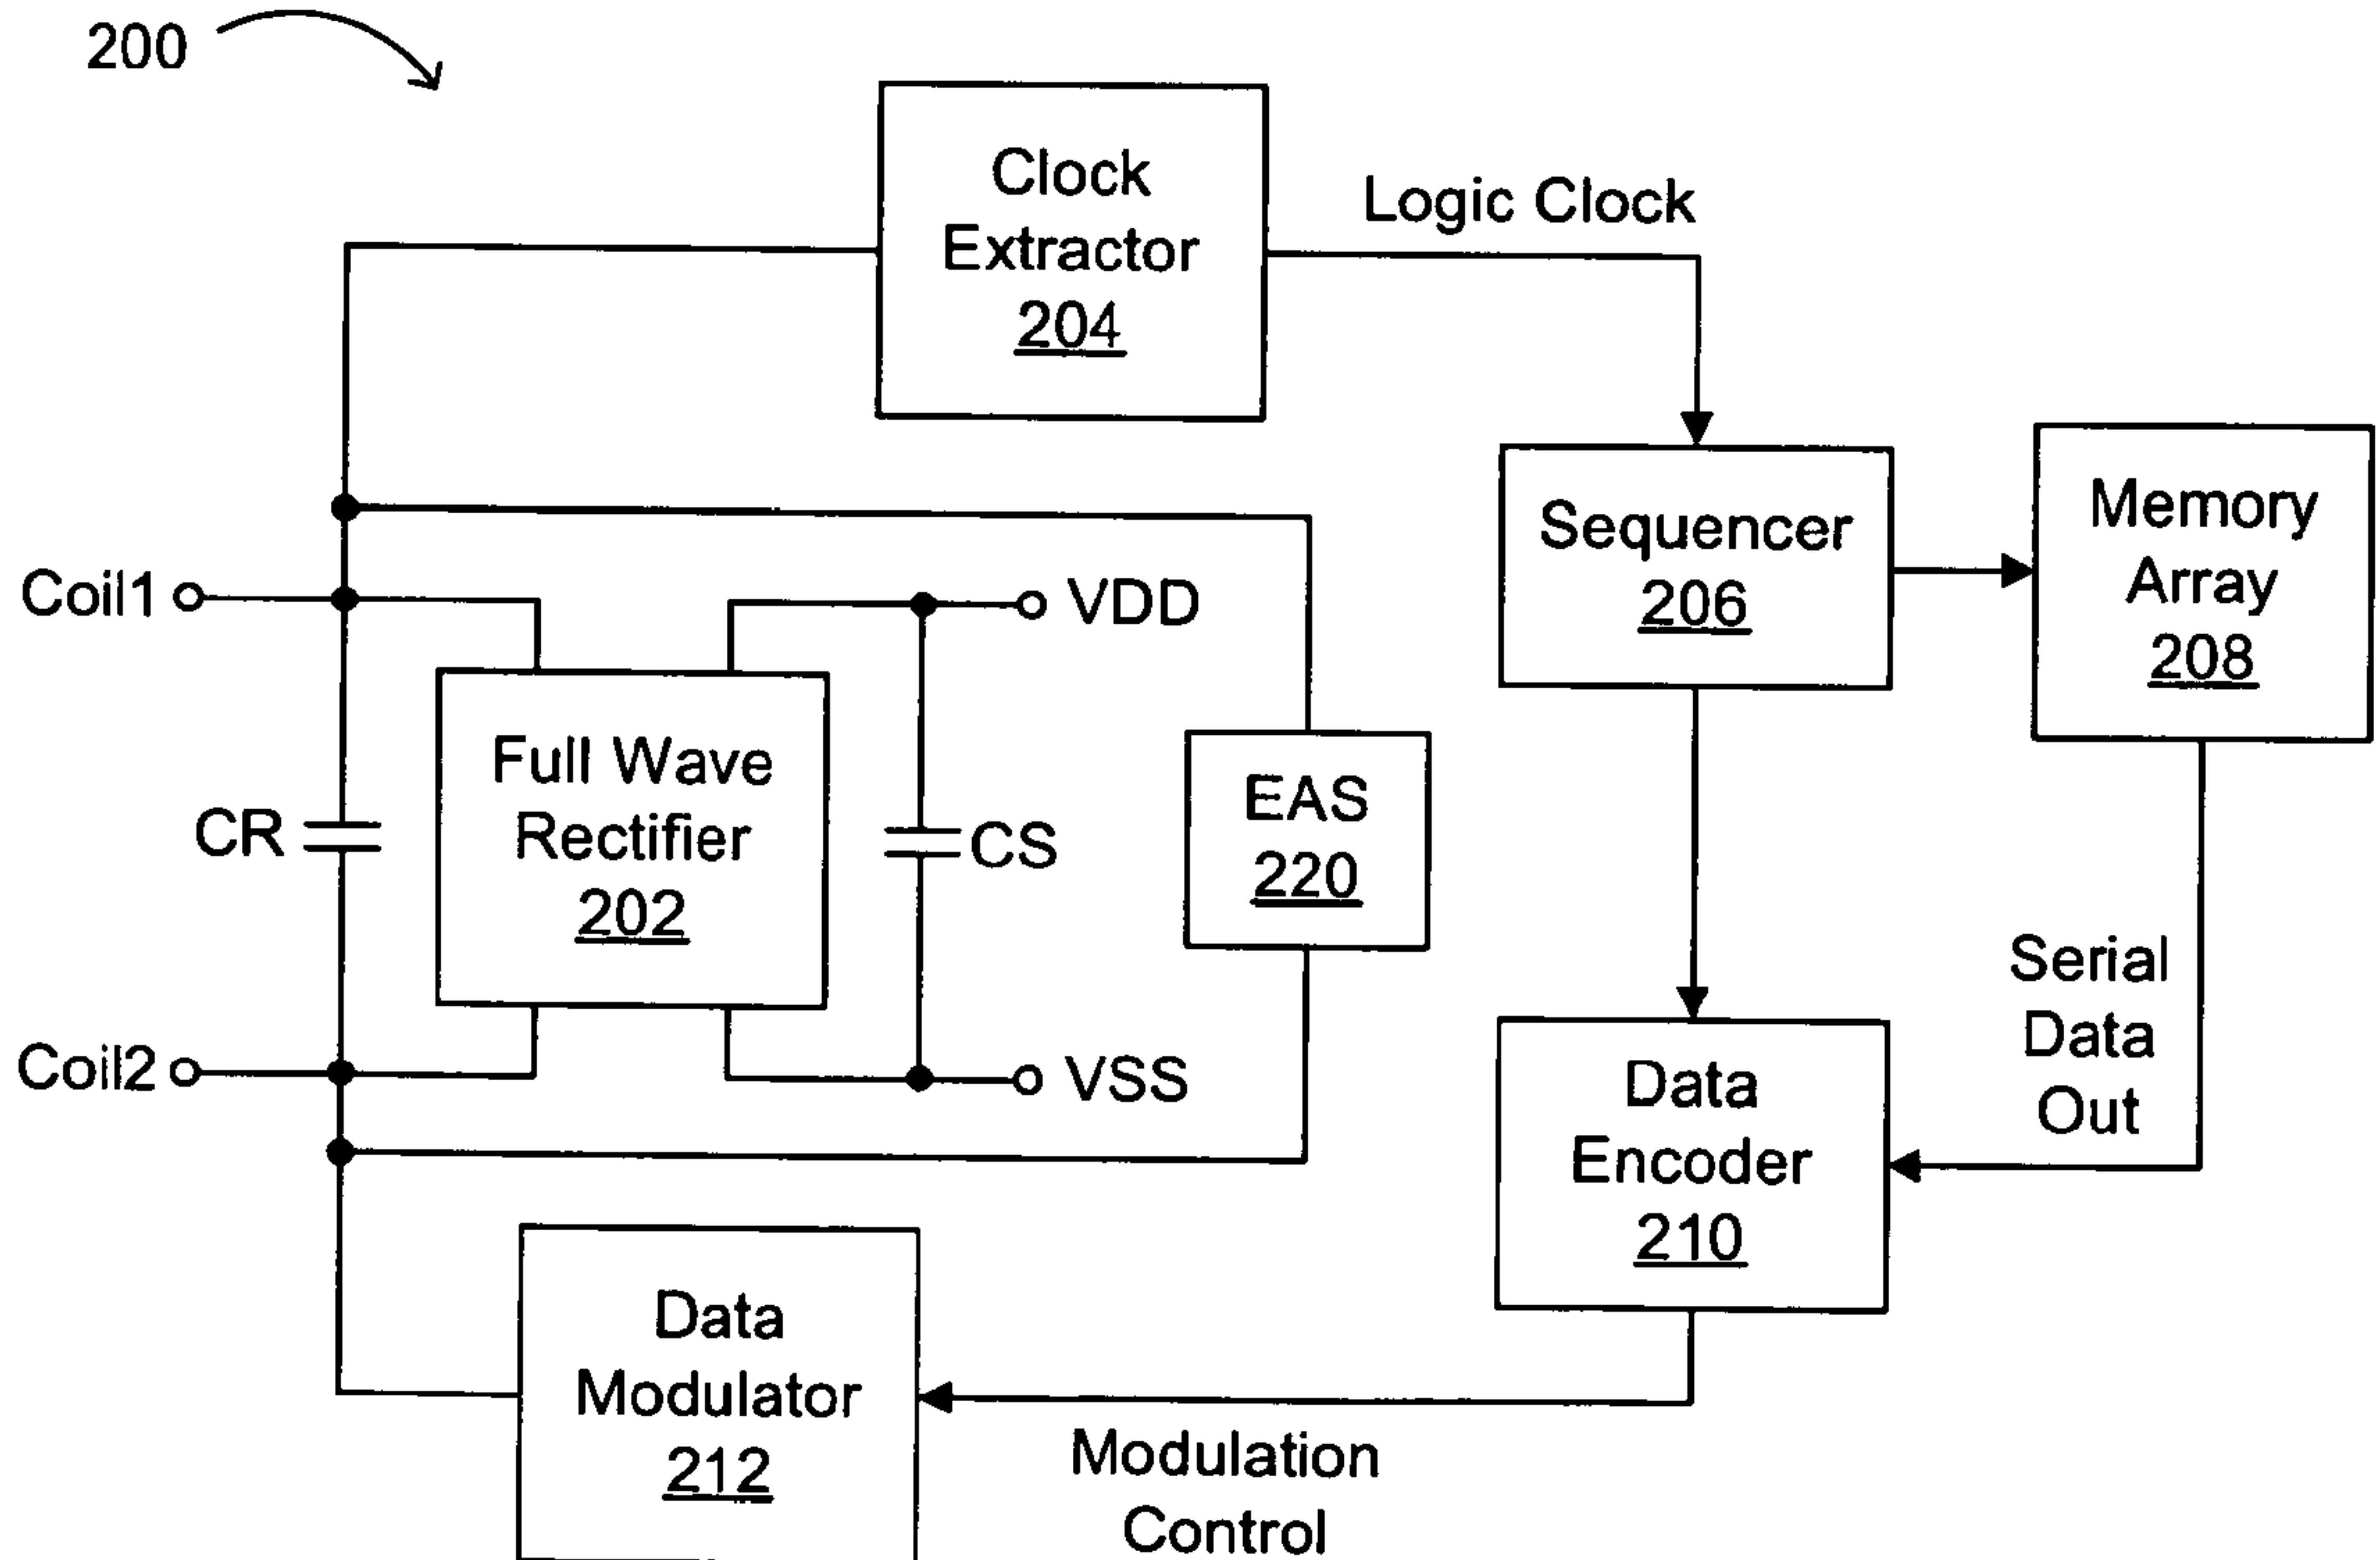 200
Clock
Extractor
204
Logic Clock
Sequencer
206
Memory
Array
208
Coil1
VDD
Full Wave
Rectifier
202
CR
CS
EAS
220
Coil2
VSS
Serial
Data
Out
Data
Encoder
210
Data
Modulator
212
Modulation
Control